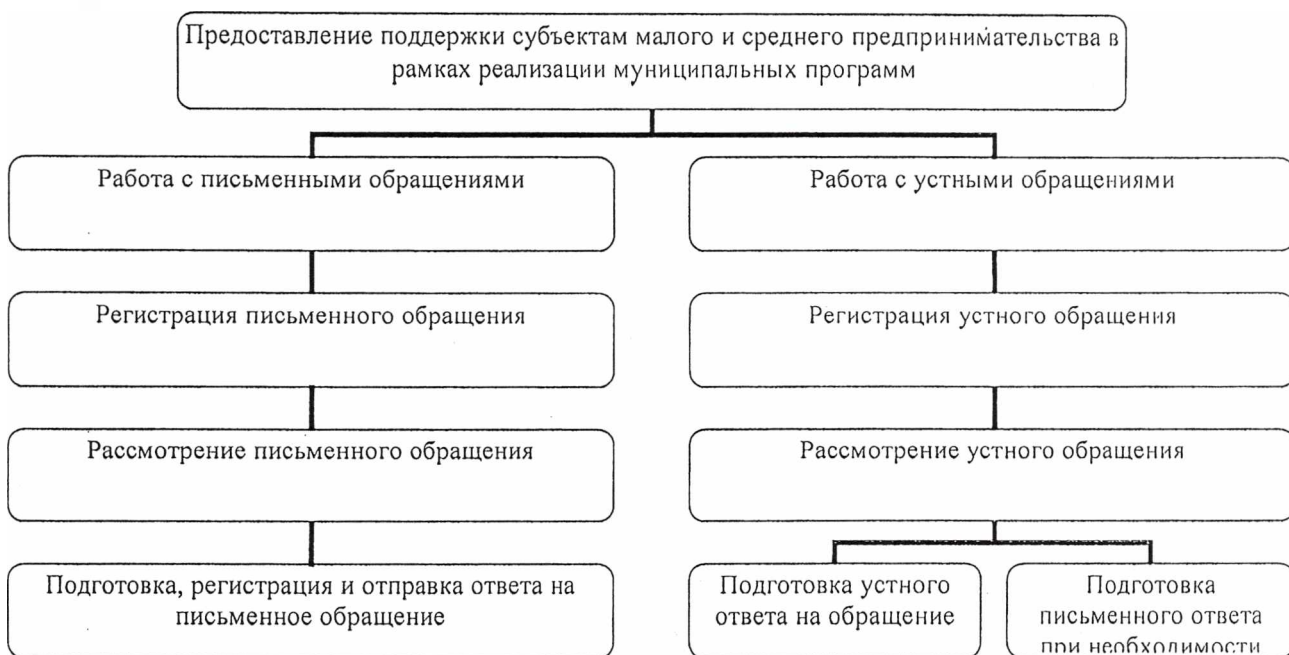 Предоставление поддержки субъектам малого и среднего предпринимательства в
рамках реализации муниципальных программ
Работа с письменными обращениями
Работа с устными обращениями
Регистрация письменного обращения
Регистрация устного обращения
Рассмотрение письменного обращения
Рассмотрение устного обращения
Подготовка, регистрация и отправка ответа на
письменное обращение
Подготовка устного
ответа на обращение
Подготовка
письменного ответа
при необходимости